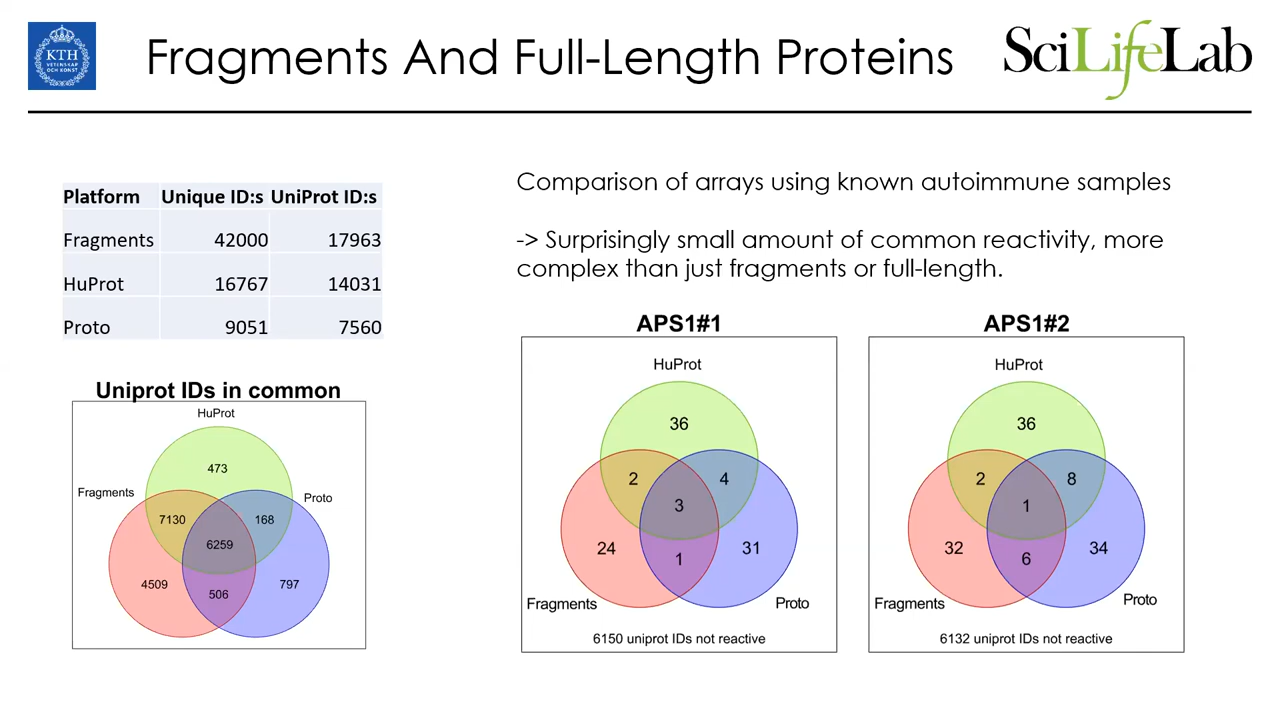 KTH
VETENSKAP
OCH KONST
Fragments And Full-Length Proteins
SciLifeLab
Platform Unique ID:s UniProt ID:s
Fragments 42000 17963
HuProt 16767 14031
Proto 9051 7560
Uniprot IDs in common
HuProt
473
Fragments
Proto
7130
168
6259
4509
797
506
Comparison of arrays using known autoimmune samples
-> Surprisingly small amount of common reactivity, more
complex than just fragments or full-length.
APS1#1
HuProt
36
2
4
3
24
31
1
Fragments
Proto
6150 uniprot IDs not reactive
APS1#2
HuProt
36
2
8
1
32
34
6
Fragments
Proto
6132 uniprot IDs not reactive